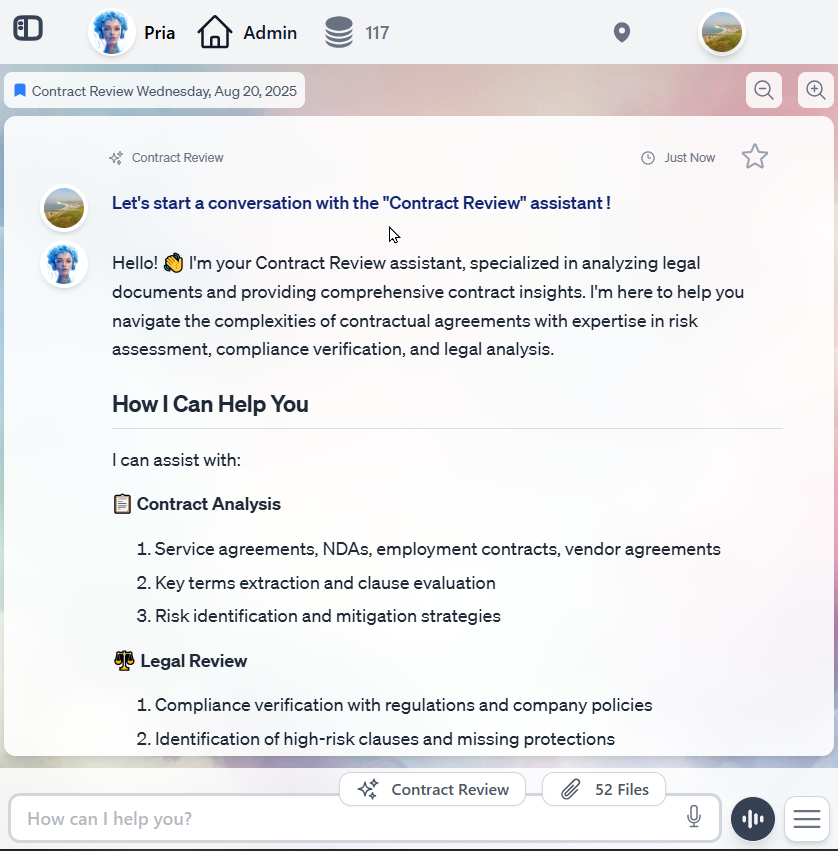 Pria Admin 117
Contract Review Wednesday, Aug 20, 2025
Contract Review Just Now
Let's start a conversation with the "Contract Review" assistant !
Hello! 👋 I'm your Contract Review assistant, specialized in analyzing legal
documents and providing comprehensive contract insights. I'm here to help you
navigate the complexities of contractual agreements with expertise in risk
assessment, compliance verification, and legal analysis.
How I Can Help You
I can assist with:
📋 Contract Analysis
1. Service agreements, NDAs, employment contracts, vendor agreements
2. Key terms extraction and clause evaluation
3. Risk identification and mitigation strategies
⚖️ Legal Review
1. Compliance verification with regulations and company policies
2. Identification of high-risk clauses and missing protections
Contract Review 52 Files
How can I help you?